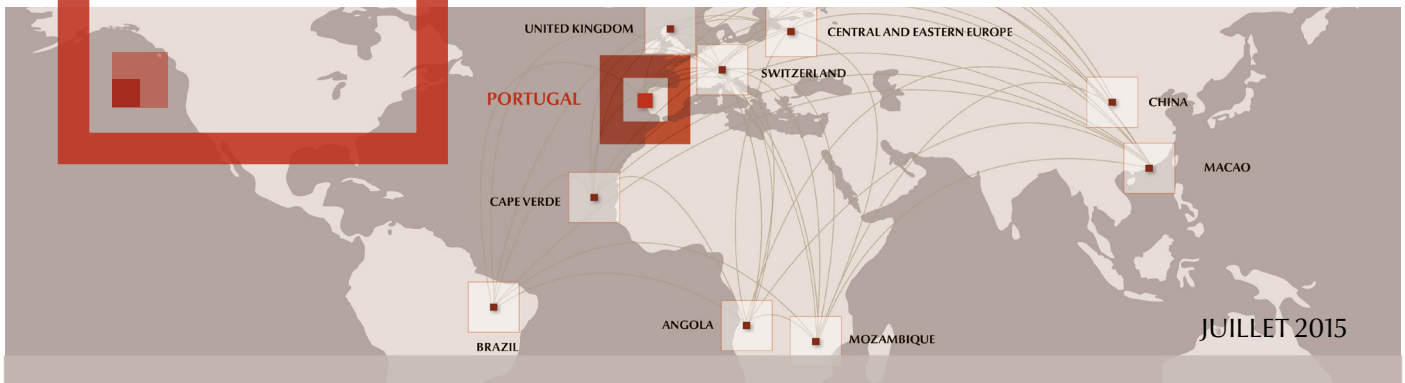 UNITED KINGDOM
CENTRAL AND EASTERN EUROPE
SWITZERLAND
PORTUGAL
CHINA
MACAO
CAPE VERDE
ANGOLA
JUILLET 2015
MOZAMBIQUE
BRAZIL